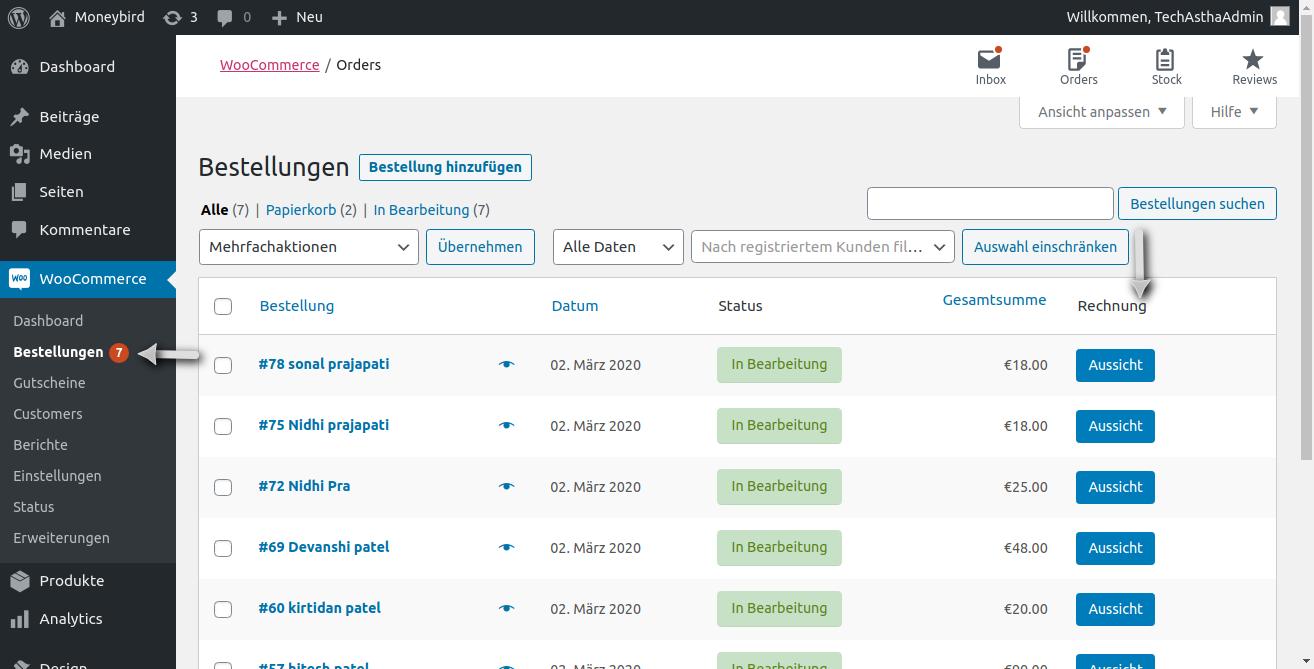 Moneybird 3 0 Neu Willkommen, TechAsthaAdmin
Dashboard
Beiträge
Medien
Seiten
Kommentare
WooCommerce
Dashboard
Bestellungen 7
Gutscheine
Customers
Berichte
Einstellungen
Status
Erweiterungen
Produkte
Analytics
Design
WooCommerce / Orders
Inbox Orders Stock Reviews
Ansicht anpassen Hilfe
Bestellungen Bestellung hinzufügen
Alle (7) | Papierkorb (2) | In Bearbeitung (7)
Bestellungen suchen
Mehrfachaktionen Übernehmen Alle Daten Nach registriertem Kunden fil... Auswahl einschränken
Bestellung Datum Status Gesamtsumme Rechnung
#78 sonal prajapati 02. März 2020 In Bearbeitung €18.00 Aussicht
#75 Nidhi prajapati 02. März 2020 In Bearbeitung €18.00 Aussicht
#72 Nidhi Pra 02. März 2020 In Bearbeitung €25.00 Aussicht
#69 Devanshi patel 02. März 2020 In Bearbeitung €48.00 Aussicht
#60 kirtidan patel 02. März 2020 In Bearbeitung €20.00 Aussicht
#57 hitesh patel 02. März 2020 In Bearbeitung Aussicht